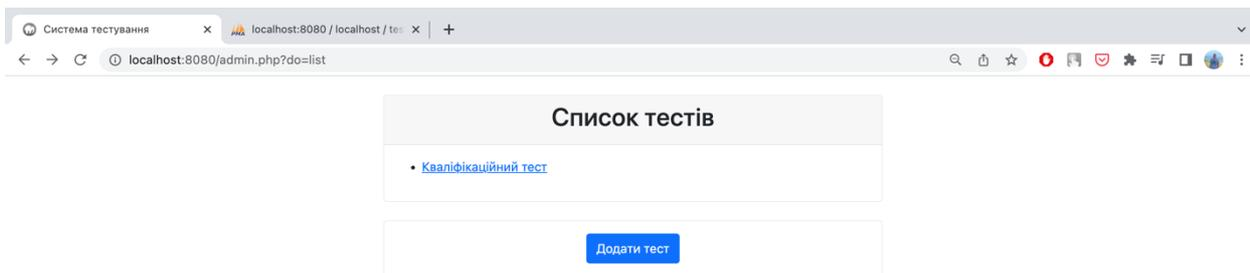 Система тестування
localhost:8080 / localhost / tes
localhost:8080/admin.php?do=list
Список тестів
• Кваліфікаційний тест
Додати тест